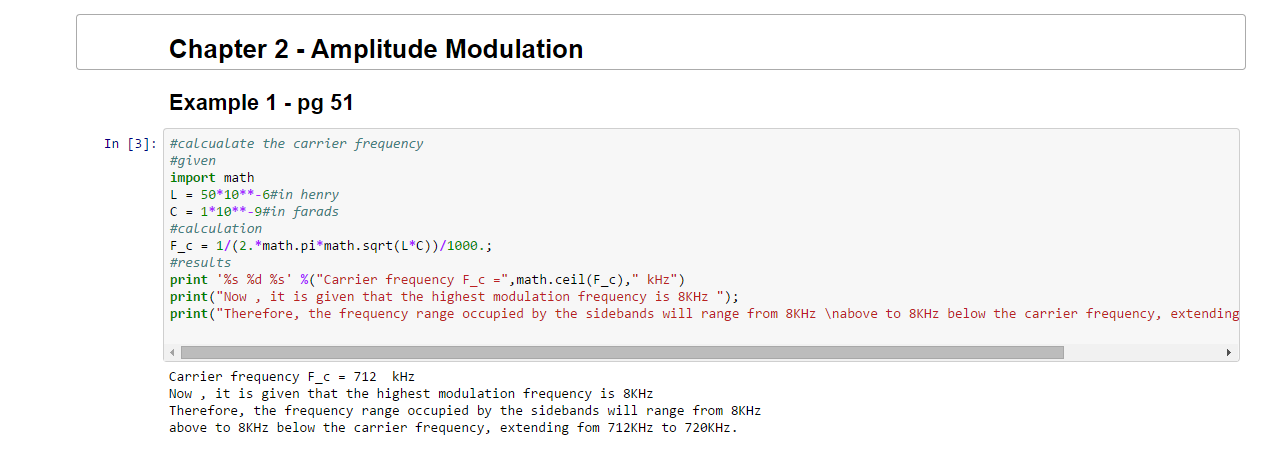 Chapter 2 - Amplitude Modulation
Example 1 - pg 51
In [3]: #calcualate the carrier frequency
#given
import math
L = 50*10**-6#in henry
C = 1*10**-9#in farads
#calculation
F_c = 1/(2.*math.pi*math.sqrt(L*C))/1000.;
#results
print '%s %d %s' %("Carrier frequency F_c =",math.ceil(F_c)," kHz")
print("Now , it is given that the highest modulation frequency is 8KHz ");
print("Therefore, the frequency range occupied by the sidebands will range from 8KHz \nabove to 8KHz below the carrier frequency, extending
Carrier frequency F_c = 712  kHz
Now , it is given that the highest modulation frequency is 8KHz
Therefore, the frequency range occupied by the sidebands will range from 8KHz
above to 8KHz below the carrier frequency, extending fom 712KHz to 720KHz.